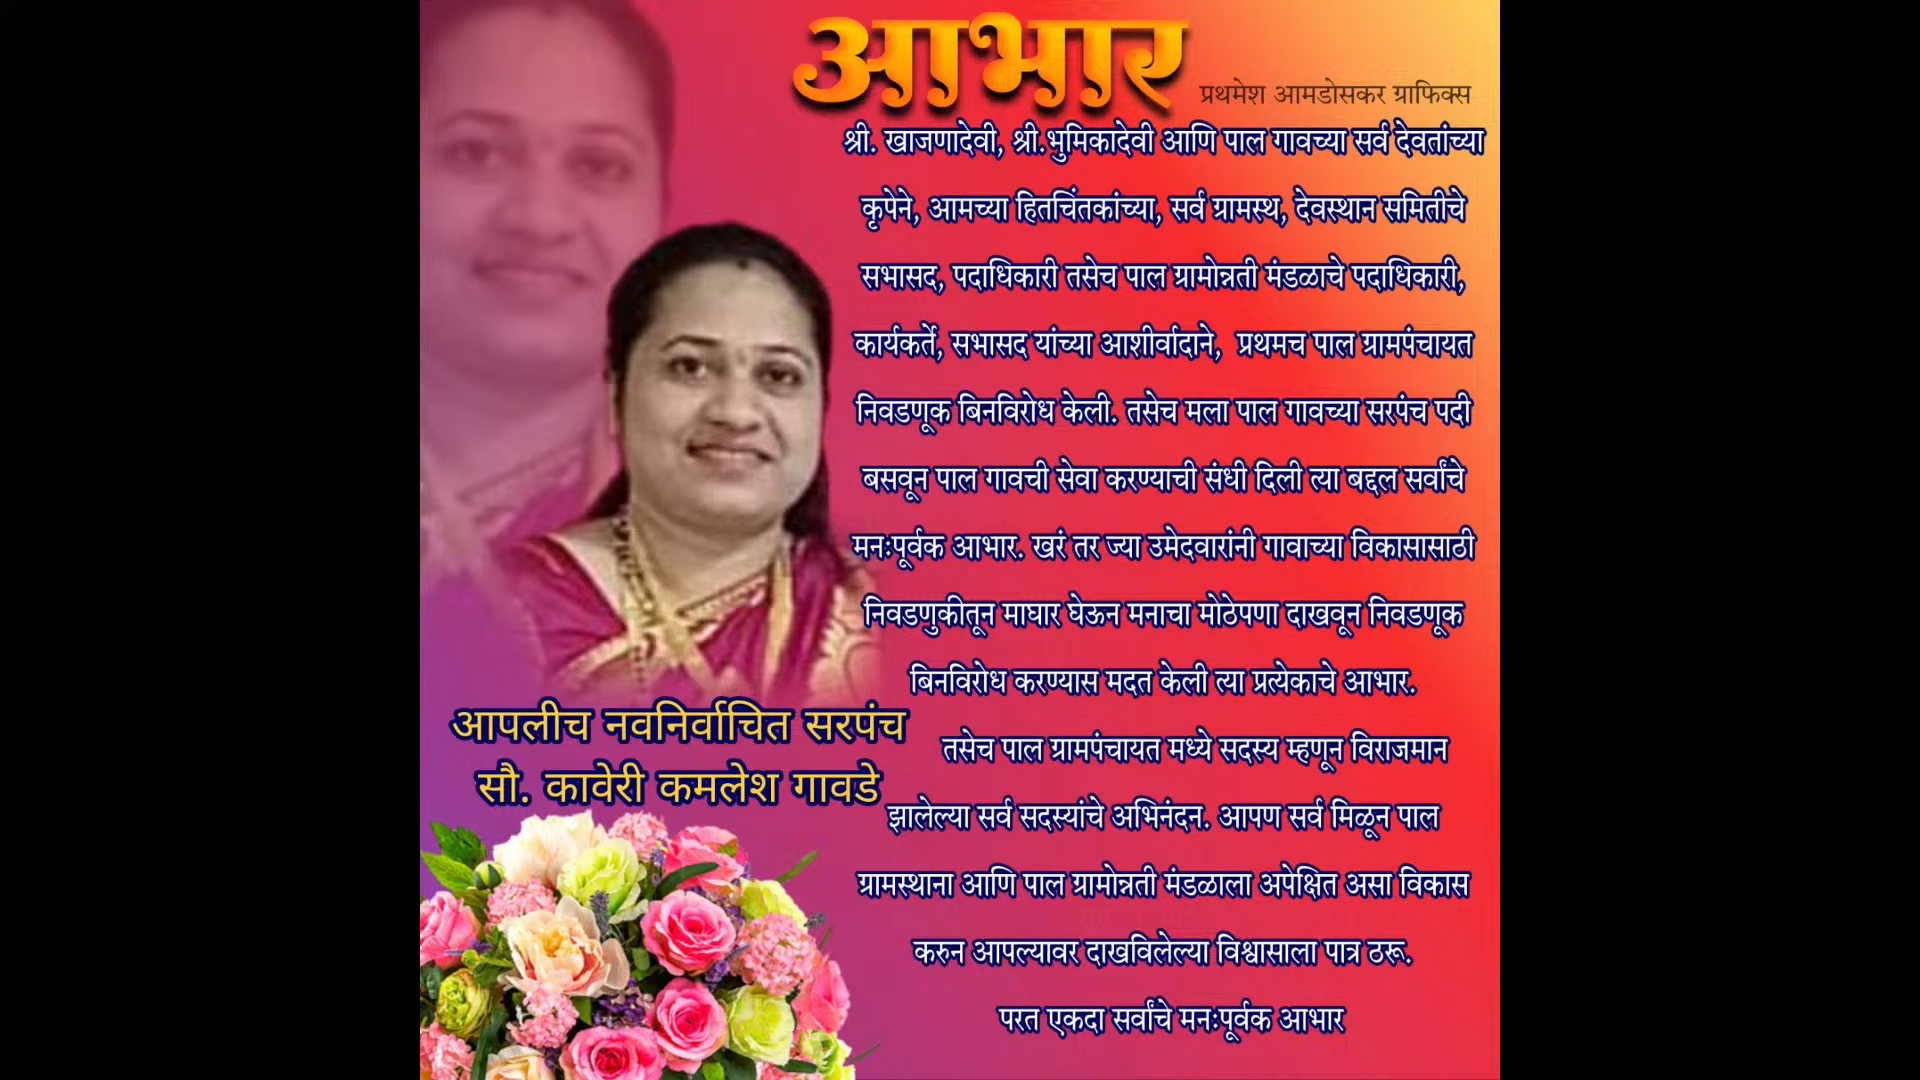 आभार
प्रथमेश आमडोसकर ग्राफिक्स
श्री. खाजणादेवी, श्री.भुमिकादेवी आणि पाल गावच्या सर्व देवतांच्या
कृपेने, आमच्या हितचिंतकांच्या, सर्व ग्रामस्थ, देवस्थान समितीचे
सभासद, पदाधिकारी तसेच पाल ग्रामोन्नती मंडळाचे पदाधिकारी,
कार्यकर्ते, सभासद यांच्या आशीर्वादाने, प्रथमच पाल ग्रामपंचायत
निवडणूक बिनविरोध केली. तसेच मला पाल गावच्या सरपंच पदी
बसवून पाल गावची सेवा करण्याची संधी दिली त्या बद्दल सर्वांचे
मनःपूर्वक आभार. खरं तर ज्या उमेदवारांनी गावाच्या विकासासाठी
निवडणुकीतून माघार घेऊन मनाचा मोठेपणा दाखवून निवडणूक
बिनविरोध करण्यास मदत केली त्या प्रत्येकाचे आभार.
तसेच पाल ग्रामपंचायत मध्ये सदस्य म्हणून विराजमान
झालेल्या सर्व सदस्यांचे अभिनंदन. आपण सर्व मिळून पाल
ग्रामस्थाना आणि पाल ग्रामोन्नती मंडळाला अपेक्षित असा विकास
करुन आपल्यावर दाखविलेल्या विश्वासाला पात्र ठरू.
परत एकदा सर्वांचे मनःपूर्वक आभार
आपलीच नवनिर्वाचित सरपंच
सौ. कावेरी कमलेश गावडे